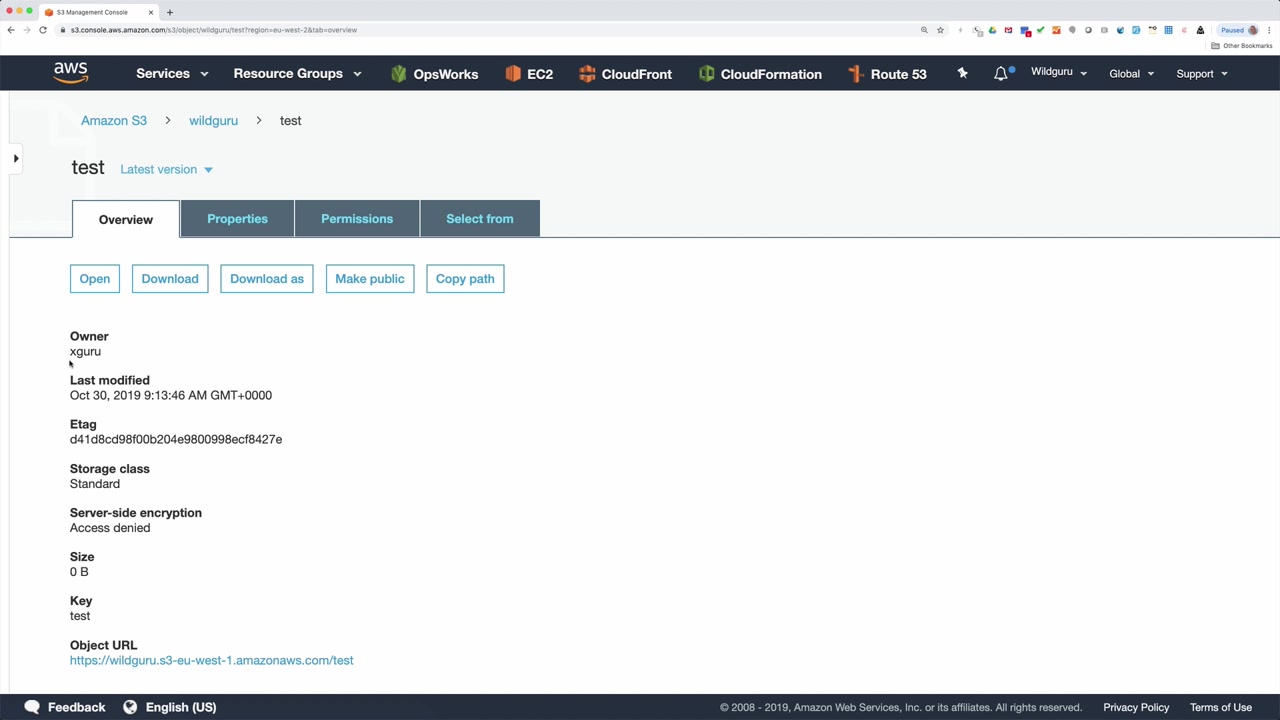 S3 Management Console
s3.console.aws.amazon.com/s3/object/wildguru/test?region=eu-west-2&tab=overview
Paused
Other Bookmarks
aws
Services
Resource Groups
OpsWorks
EC2
CloudFront
CloudFormation
Route 53
Wildguru
Global
Support
Amazon S3 > wildguru > test
test
Latest version
Overview
Properties
Permissions
Select from
Open
Download
Download as
Make public
Copy path
Owner
xguru
Last modified
Oct 30, 2019 9:13:46 AM GMT+0000
Etag
d41d8cd98f00b204e9800998ecf8427e
Storage class
Standard
Server-side encryption
Access denied
Size
0 B
Key
test
Object URL
https://wildguru.s3-eu-west-1.amazonaws.com/test
Feedback
English (US)
© 2008 - 2019, Amazon Web Services, Inc. or its affiliates. All rights reserved.
Privacy Policy
Terms of Use